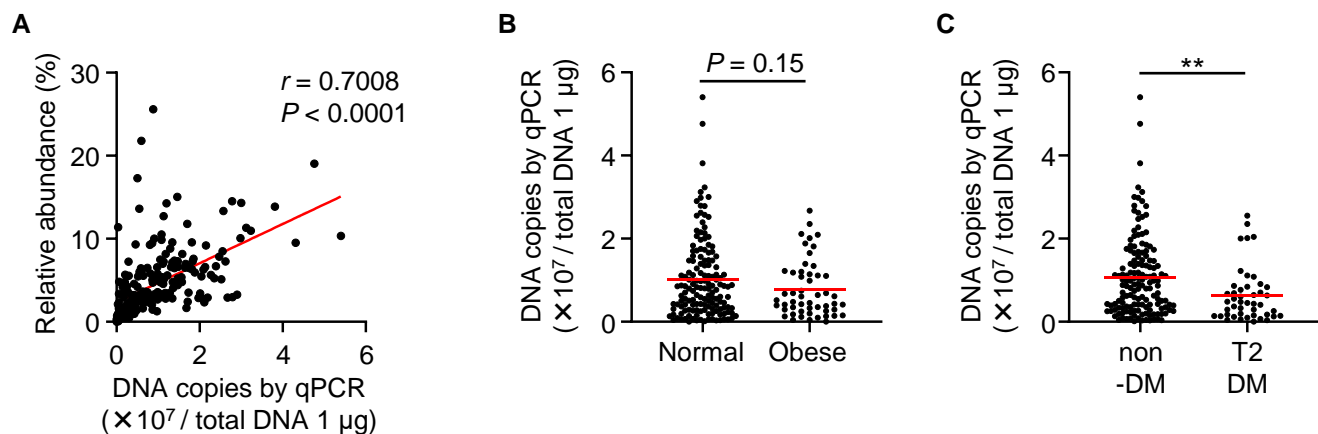 A
Relative abundance (%)
30
20
10
0
r = 0.7008
P < 0.0001
0
2
4
6
DNA copies by qPCR
(×10⁷ / total DNA 1 µg)
B
DNA copies by qPCR
(×10⁷ / total DNA 1 µg)
6
4
2
0
P = 0.15
Normal
Obese
C
DNA copies by qPCR
(×10⁷ / total DNA 1 µg)
6
4
2
0
**
non
-DM
T2
DM